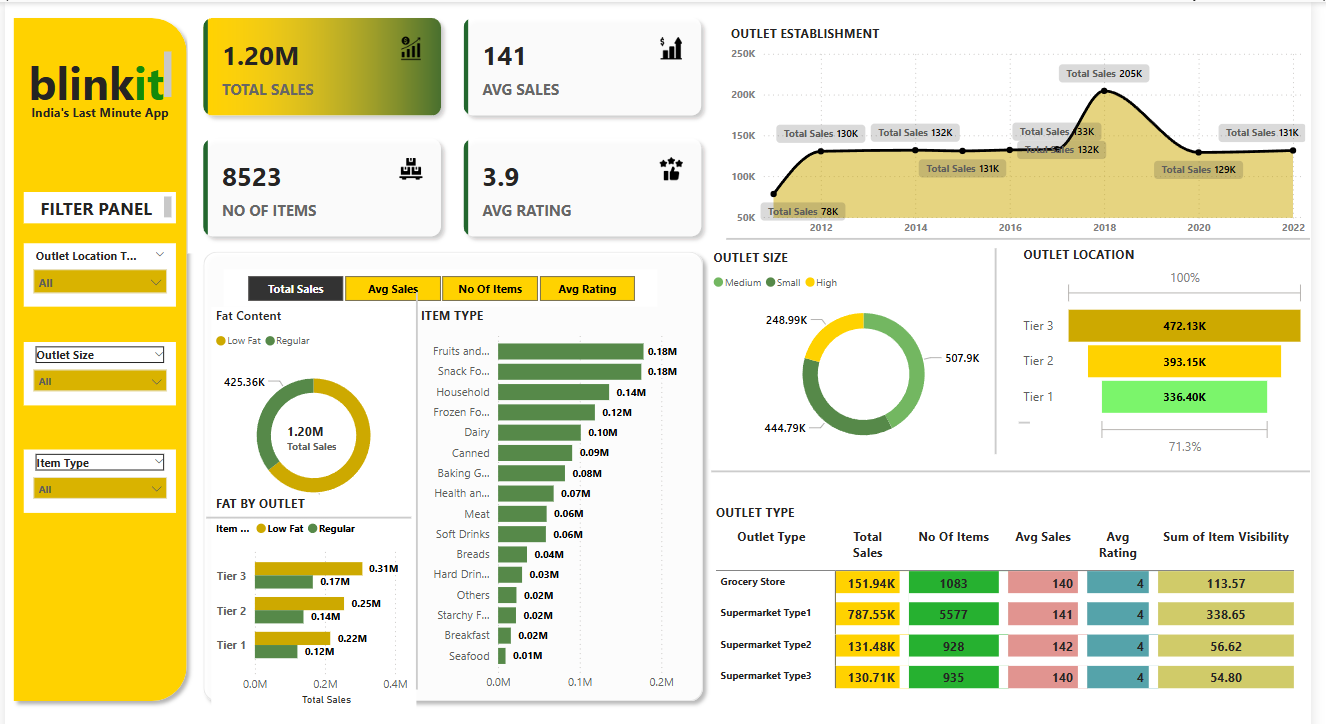 blinkit
India's Last Minute App
FILTER PANEL
Outlet Location T...
All
Outlet Size
All
Item Type
All
1.20M
TOTAL SALES
141
AVG SALES
8523
NO OF ITEMS
3.9
AVG RATING
OUTLET ESTABLISHMENT
250K
200K
150K
100K
50K
Total Sales 78K
Total Sales 130K
Total Sales 132K
Total Sales 131K
Total Sales 133K
Total Sales 132K
Total Sales 205K
Total Sales 129K
Total Sales 131K
2012 2014 2016 2018 2020 2022
Total Sales Avg Sales No Of Items Avg Rating
Fat Content
Low Fat Regular
425.36K
1.20M
Total Sales
FAT BY OUTLET
Item ... Low Fat Regular
Tier 3 0.31M
0.17M
Tier 2 0.25M
0.14M
Tier 1 0.22M
0.12M
0.0M 0.2M 0.4M
Total Sales
ITEM TYPE
Fruits and... 0.18M
Snack Fo... 0.18M
Household 0.14M
Frozen Fo... 0.12M
Dairy 0.10M
Canned 0.09M
Baking G... 0.08M
Health an... 0.07M
Meat 0.06M
Soft Drinks 0.06M
Breads 0.04M
Hard Drin... 0.03M
Others 0.02M
Starchy F... 0.02M
Breakfast 0.02M
Seafood 0.01M
0.0M 0.1M 0.2M
OUTLET SIZE
Medium Small High
248.99K
507.9K
444.79K
OUTLET LOCATION
100%
Tier 3 472.13K
Tier 2 393.15K
Tier 1 336.40K
71.3%
OUTLET TYPE
Outlet Type Total Sales No Of Items Avg Sales Avg Rating Sum of Item Visibility
Grocery Store 151.94K 1083 140 4 113.57
Supermarket Type1 787.55K 5577 141 4 338.65
Supermarket Type2 131.48K 928 142 4 56.62
Supermarket Type3 130.71K 935 140 4 54.80